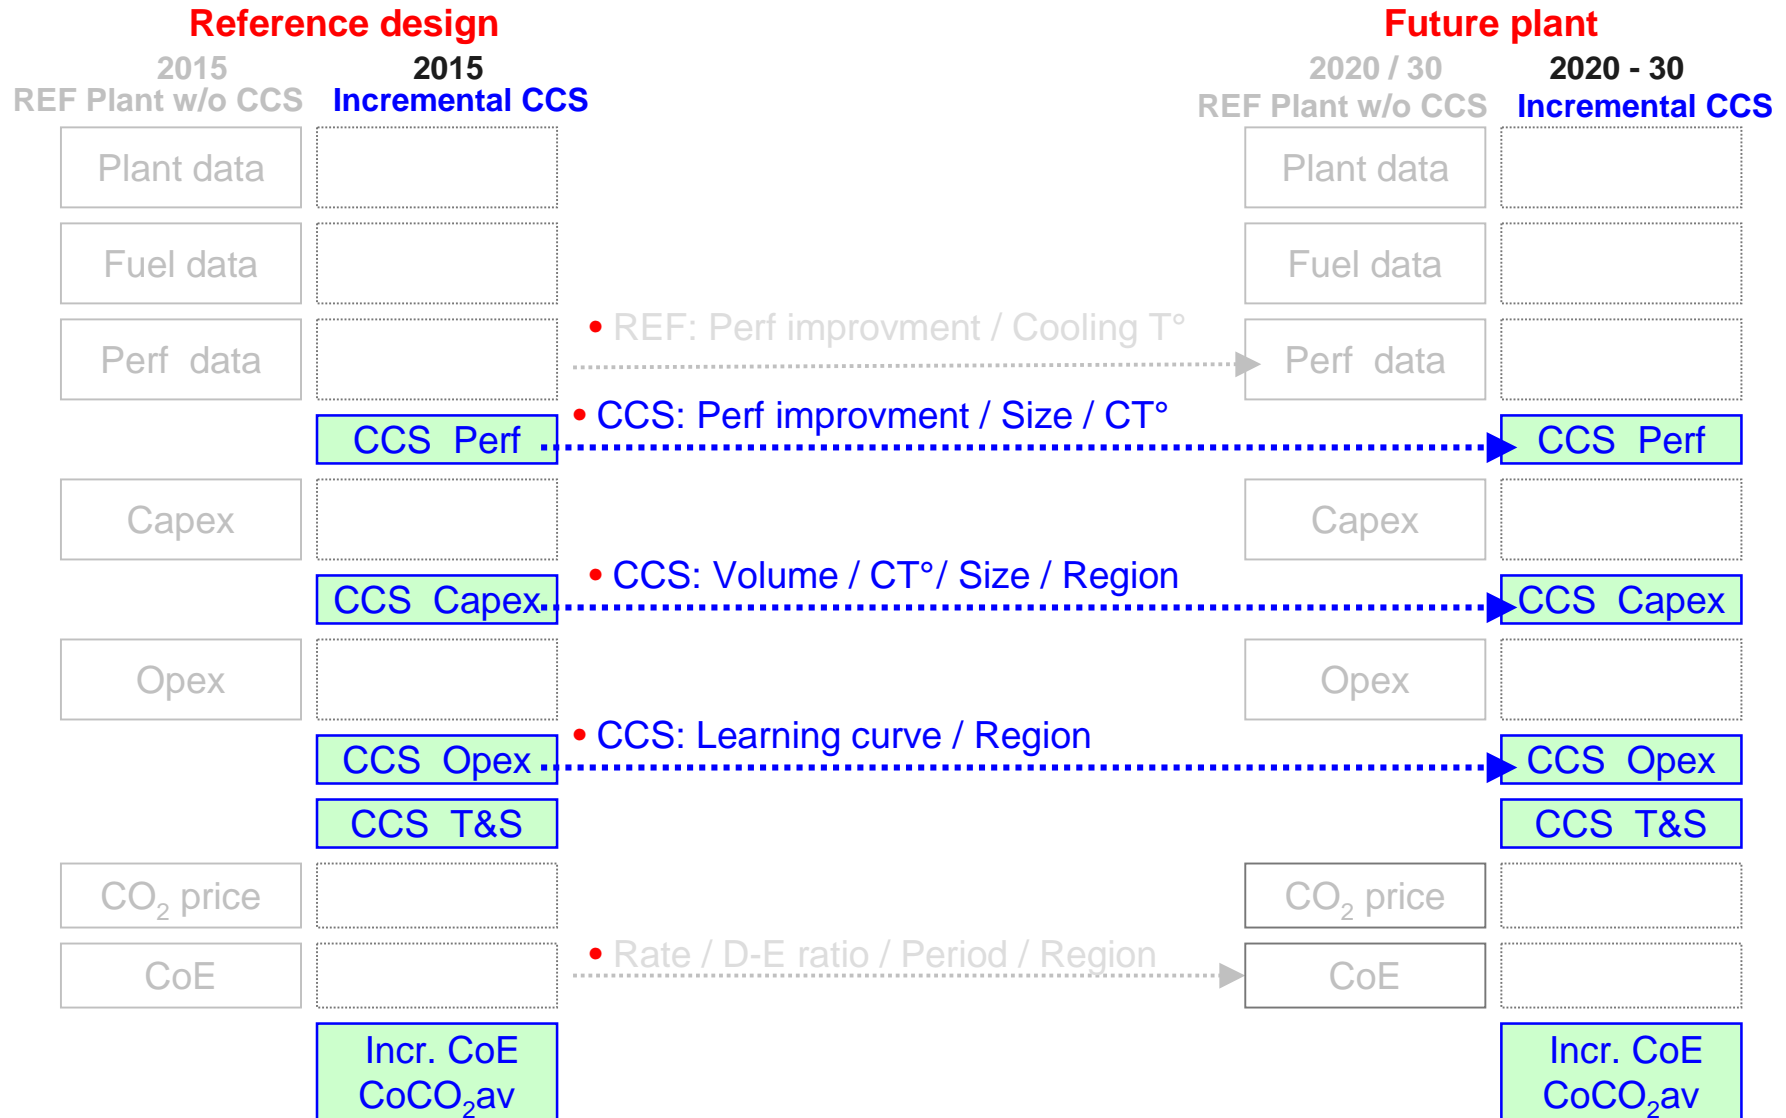 Reference design
Future plant
2015
REF Plant w/o CCS
2015
Incremental CCS
2020 / 30
REF Plant w/o CCS
2020 - 30
Incremental CCS
Plant data
Plant data
Fuel data
Fuel data
Perf data
• REF: Perf improvment / Cooling T°
Perf data
CCS Perf
• CCS: Perf improvment / Size / CT°
CCS Perf
Capex
Capex
CCS Capex
• CCS: Volume / CT°/ Size / Region
CCS Capex
Opex
Opex
CCS Opex
• CCS: Learning curve / Region
CCS Opex
CCS T&S
CCS T&S
CO₂ price
CO₂ price
CoE
• Rate / D-E ratio / Period / Region
CoE
Incr. CoE
CoCO₂av
Incr. CoE
CoCO₂av